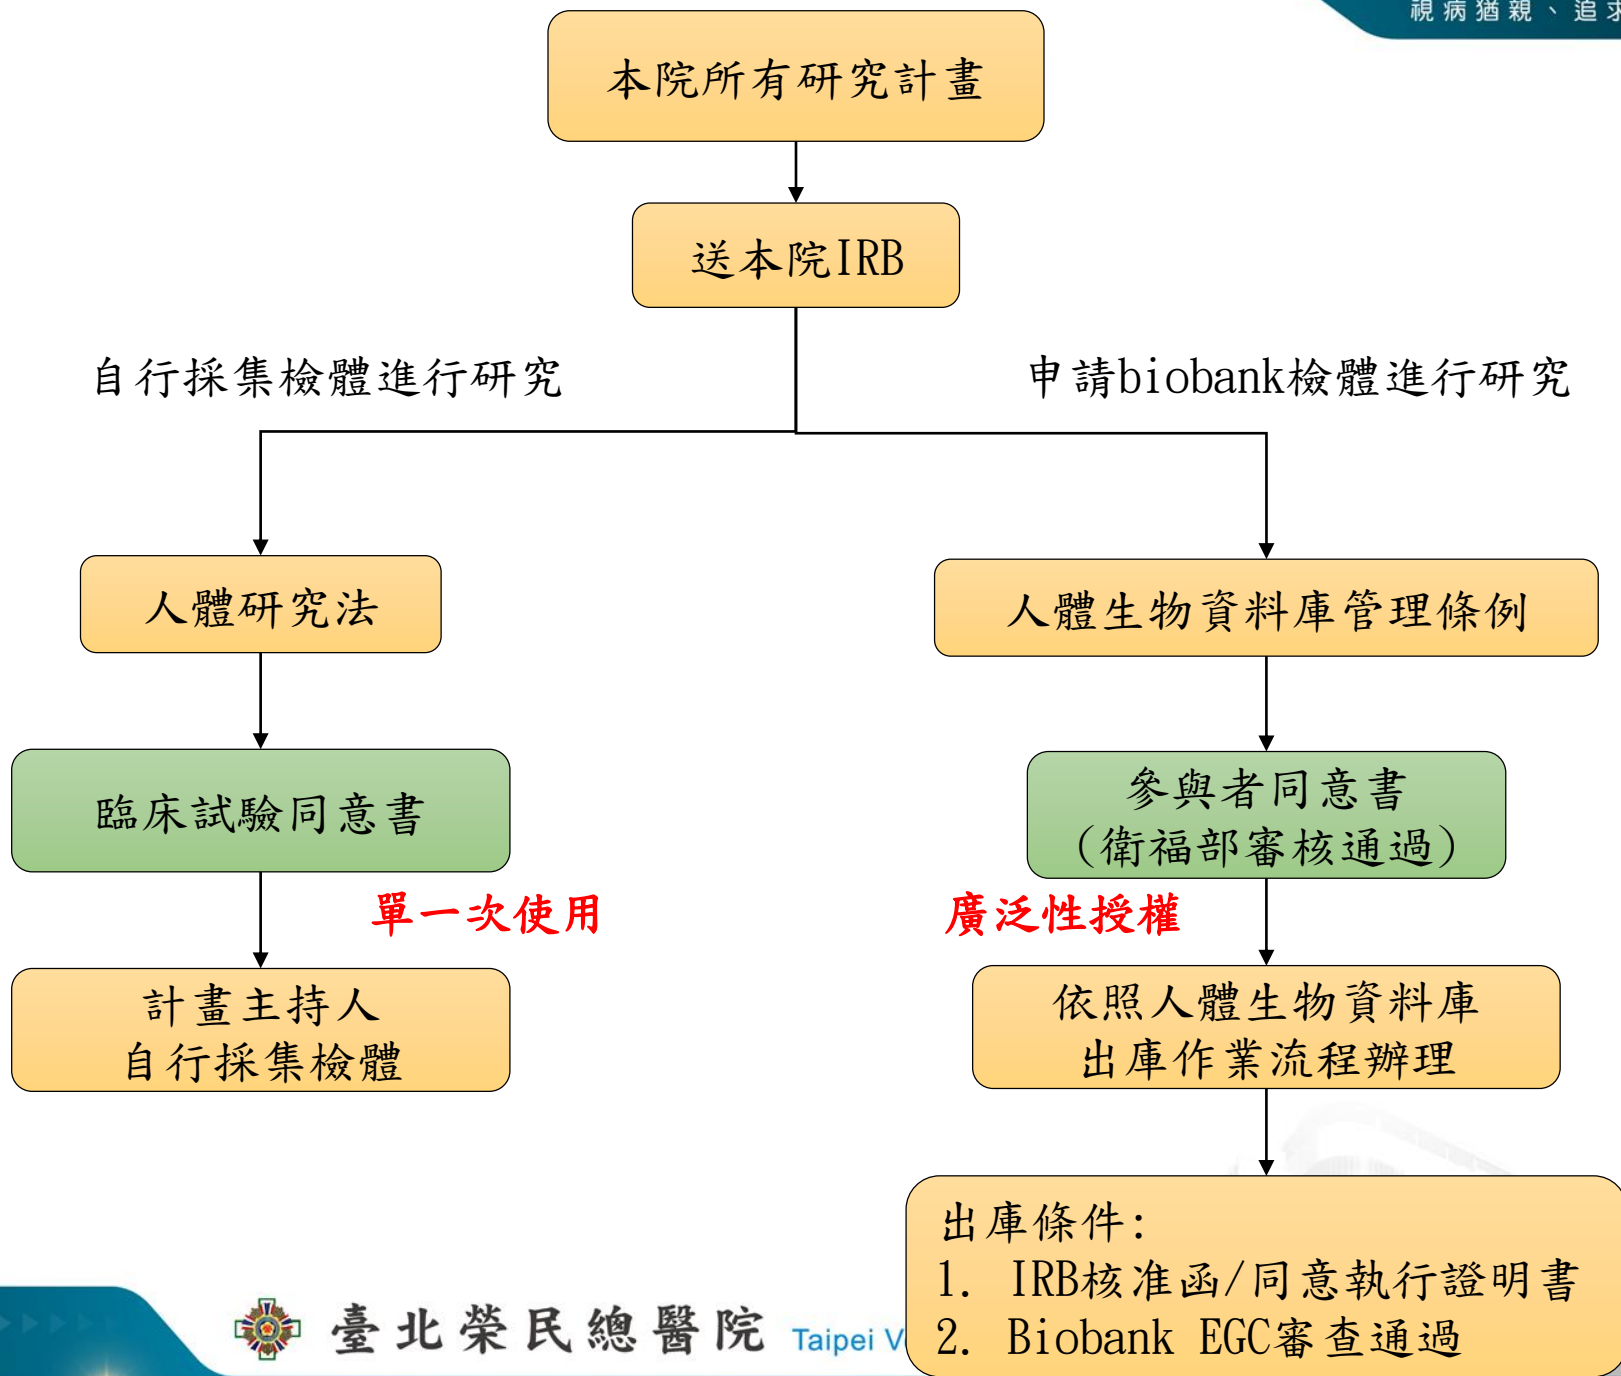 視病猶親、追求
本院所有研究計畫
送本院IRB
自行採集檢體進行研究
申請biobank檢體進行研究
人體研究法
人體生物資料庫管理條例
臨床試驗同意書
參與者同意書
(衛福部審核通過)
單一次使用
廣泛性授權
計畫主持人
自行採集檢體
依照人體生物資料庫
出庫作業流程辦理
出庫條件:
1. IRB核准函/同意執行證明書
2. Biobank EGC審查通過
臺北榮民總醫院 Taipei V